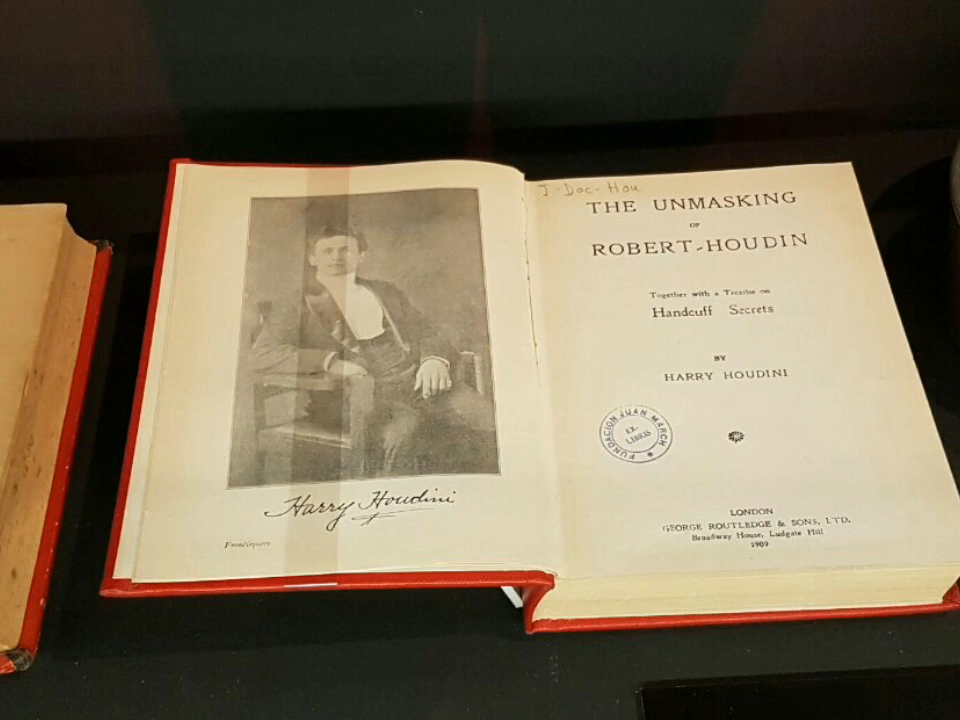 Harry Houdini
Frontispiece
J-Doc-Hou
THE UNMASKING
OF
ROBERT-HOUDIN
Together with a Treatise on
Handcuff Secrets
BY
HARRY HOUDINI
FUNDACION JUAN MARCH
EX-
LIBRIS
LONDON
GEORGE ROUTLEDGE & SONS, LTD.
Broadway House, Ludgate Hill
1909